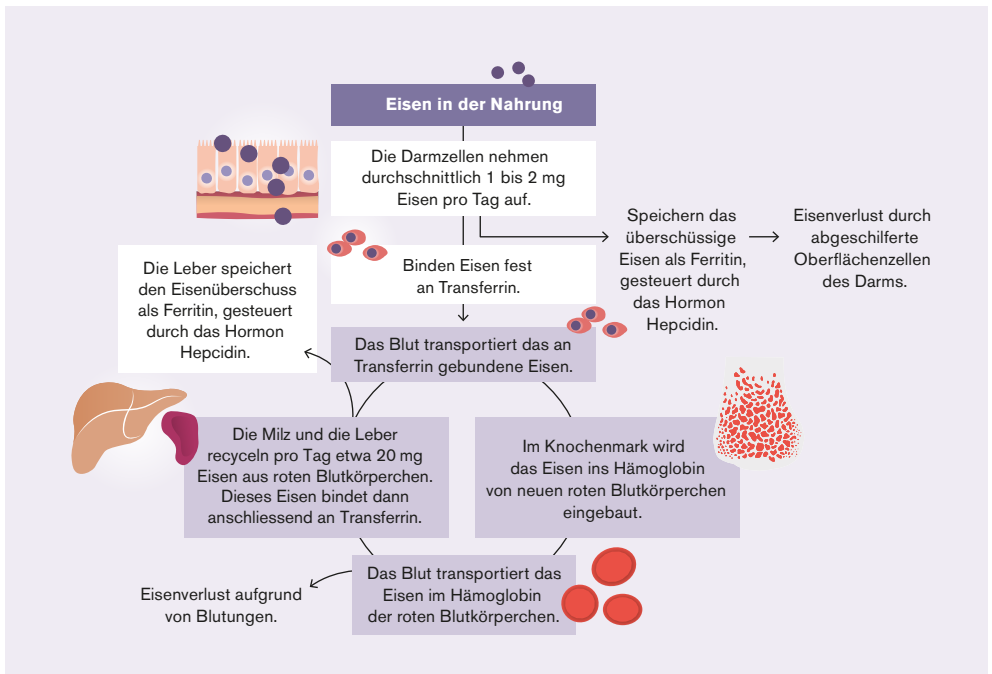 Eisen in der Nahrung
Die Darmzellen nehmen
durchschnittlich 1 bis 2 mg
Eisen pro Tag auf.
Speichern das
überschüssige
Eisen als Ferritin,
gesteuert durch
das Hormon
Hepcidin.
Eisenverlust durch
abgeschilferte
Oberflächenzellen
des Darms.
Binden Eisen fest
an Transferrin.
Die Leber speichert
den Eisenüberschuss
als Ferritin, gesteuert
durch das Hormon
Hepcidin.
Das Blut transportiert das an
Transferrin gebundene Eisen.
Die Milz und die Leber
recyceln pro Tag etwa 20 mg
Eisen aus roten Blutkörperchen.
Dieses Eisen bindet dann
anschliessend an Transferrin.
Im Knochenmark wird
das Eisen ins Hämoglobin
von neuen roten Blutkörperchen
eingebaut.
Das Blut transportiert das
Eisen im Hämoglobin
der roten Blutkörperchen.
Eisenverlust aufgrund
von Blutungen.